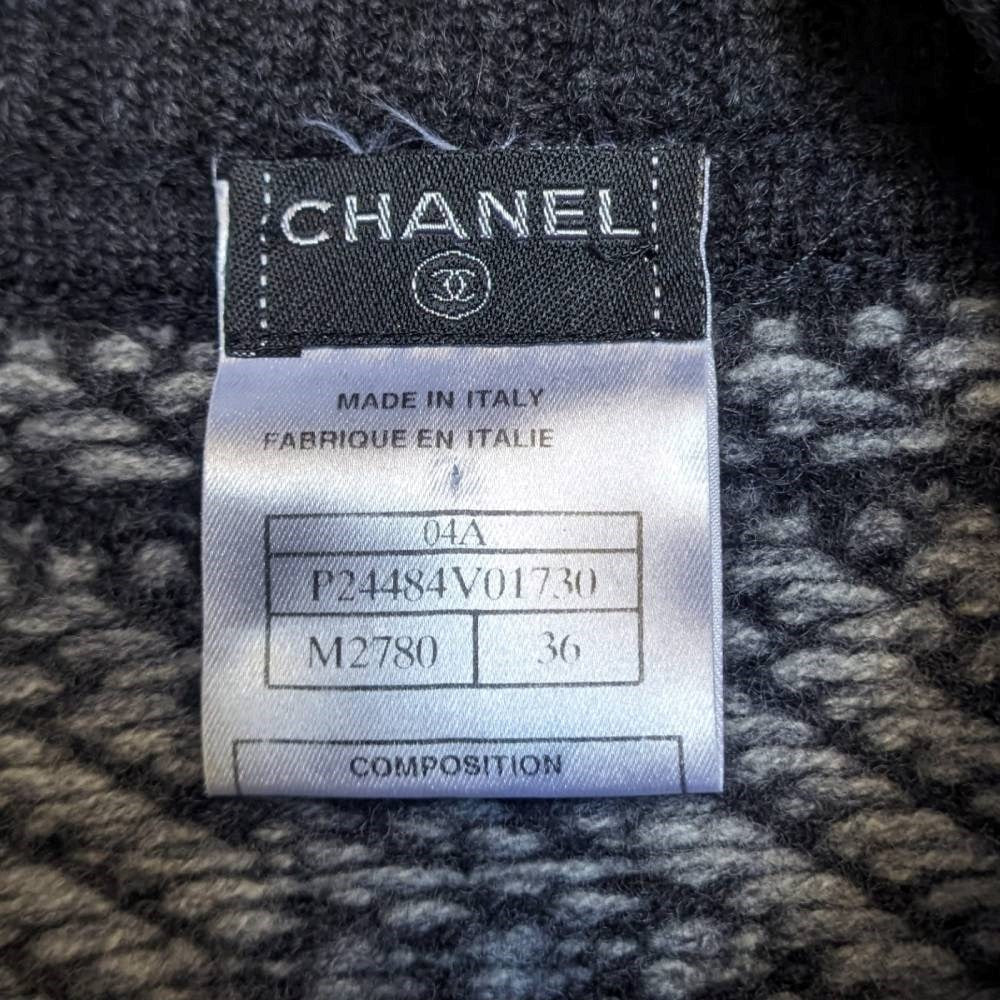 CHANEL
MADE IN ITALY
FABRIQUE EN ITALIE
04A
P24484V01730
M2780 36
COMPOSITION